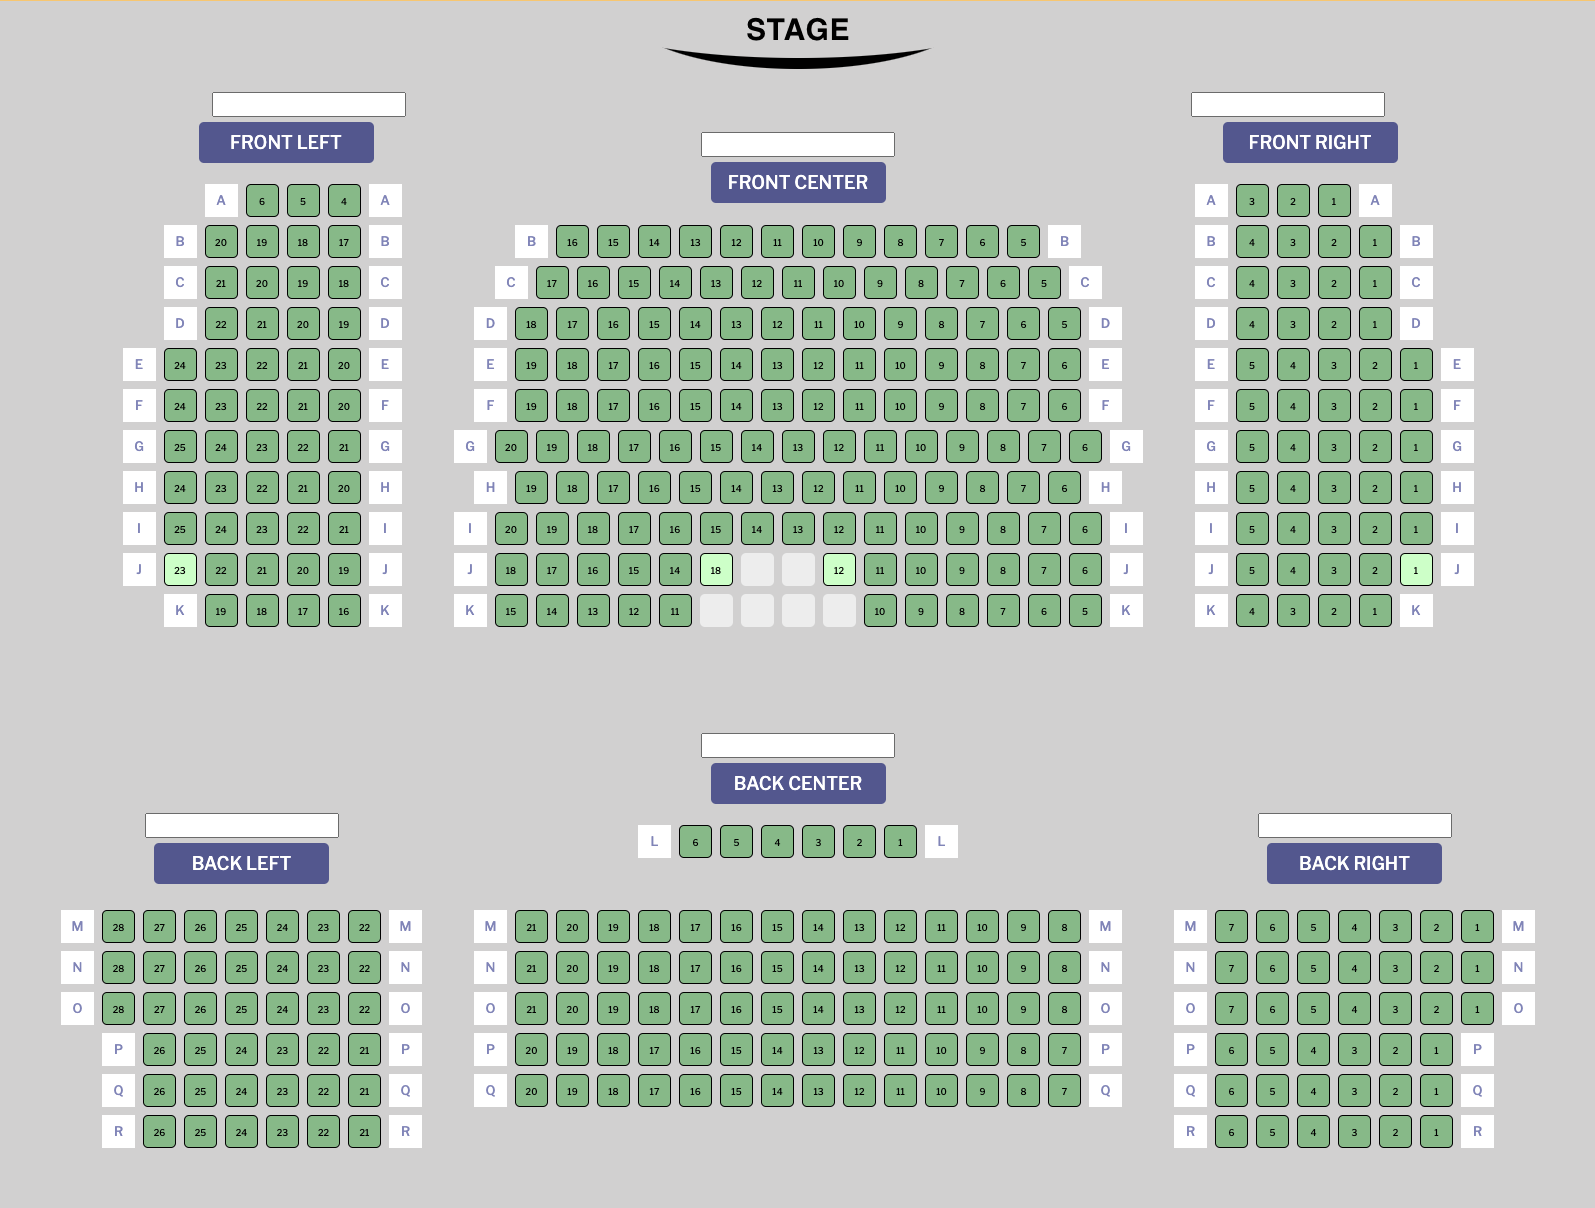 STAGE
FRONT LEFT
A 6 5 4 A
B 20 19 18 17 B
C 21 20 19 18 C
D 22 21 20 19 D
E 24 23 22 21 20 E
F 24 23 22 21 20 F
G 25 24 23 22 21 G
H 24 23 22 21 20 H
I 25 24 23 22 21 I
J 23 22 21 20 19 J
K 19 18 17 16 K
FRONT CENTER
B 16 15 14 13 12 11 10 9 8 7 6 5 B
C 17 16 15 14 13 12 11 10 9 8 7 6 5 C
D 18 17 16 15 14 13 12 11 10 9 8 7 6 5 D
E 19 18 17 16 15 14 13 12 11 10 9 8 7 6 E
F 19 18 17 16 15 14 13 12 11 10 9 8 7 6 F
G 20 19 18 17 16 15 14 13 12 11 10 9 8 7 6 G
H 19 18 17 16 15 14 13 12 11 10 9 8 7 6 H
I 20 19 18 17 16 15 14 13 12 11 10 9 8 7 6 I
J 18 17 16 15 14 18 12 11 10 9 8 7 6 J
K 15 14 13 12 11 10 9 8 7 6 5 K
FRONT RIGHT
A 3 2 1 A
B 4 3 2 1 B
C 4 3 2 1 C
D 4 3 2 1 D
E 5 4 3 2 1 E
F 5 4 3 2 1 F
G 5 4 3 2 1 G
H 5 4 3 2 1 H
I 5 4 3 2 1 I
J 5 4 3 2 1 J
K 4 3 2 1 K
BACK CENTER
L 6 5 4 3 2 1 L
BACK LEFT
M 28 27 26 25 24 23 22 M
N 28 27 26 25 24 23 22 N
O 28 27 26 25 24 23 22 O
P 26 25 24 23 22 21 P
Q 26 25 24 23 22 21 Q
R 26 25 24 23 22 21 R
M 21 20 19 18 17 16 15 14 13 12 11 10 9 8 M
N 21 20 19 18 17 16 15 14 13 12 11 10 9 8 N
O 21 20 19 18 17 16 15 14 13 12 11 10 9 8 O
P 20 19 18 17 16 15 14 13 12 11 10 9 8 7 P
Q 20 19 18 17 16 15 14 13 12 11 10 9 8 7 Q
BACK RIGHT
M 7 6 5 4 3 2 1 M
N 7 6 5 4 3 2 1 N
O 7 6 5 4 3 2 1 O
P 6 5 4 3 2 1 P
Q 6 5 4 3 2 1 Q
R 6 5 4 3 2 1 R